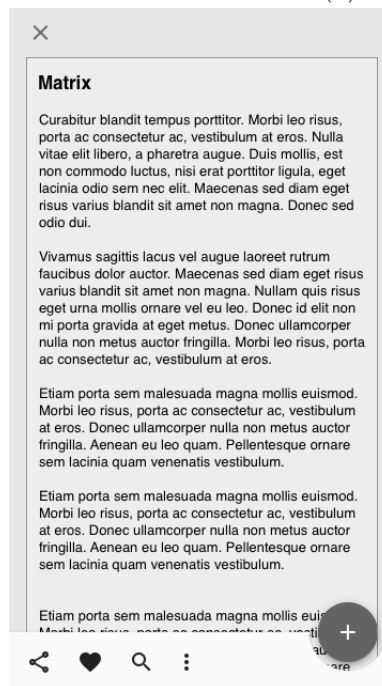 Matrix
Curabitur blandit tempus porttitor. Morbi leo risus,
porta ac consectetur ac, vestibulum at eros. Nulla
vitae elit libero, a pharetra augue. Duis mollis, est
non commodo luctus, nisi erat porttitor ligula, eget
lacinia odio sem nec elit. Maecenas sed diam eget
risus varius blandit sit amet non magna. Donec sed
odio dui.
Vivamus sagittis lacus vel augue laoreet rutrum
faucibus dolor auctor. Maecenas sed diam eget risus
varius blandit sit amet non magna. Nullam quis risus
eget urna mollis ornare vel eu leo. Donec id elit non
mi porta gravida at eget metus. Donec ullamcorper
nulla non metus auctor fringilla. Morbi leo risus, porta
ac consectetur ac, vestibulum at eros.
Etiam porta sem malesuada magna mollis euismod.
Morbi leo risus, porta ac consectetur ac, vestibulum
at eros. Donec ullamcorper nulla non metus auctor
fringilla. Aenean eu leo quam. Pellentesque ornare
sem lacinia quam venenatis vestibulum.
Etiam porta sem malesuada magna mollis euismod.
Morbi leo risus, porta ac consectetur ac, vestibulum
at eros. Donec ullamcorper nulla non metus auctor
fringilla. Aenean eu leo quam. Pellentesque ornare
sem lacinia quam venenatis vestibulum.
Etiam porta sem malesuada magna mollis